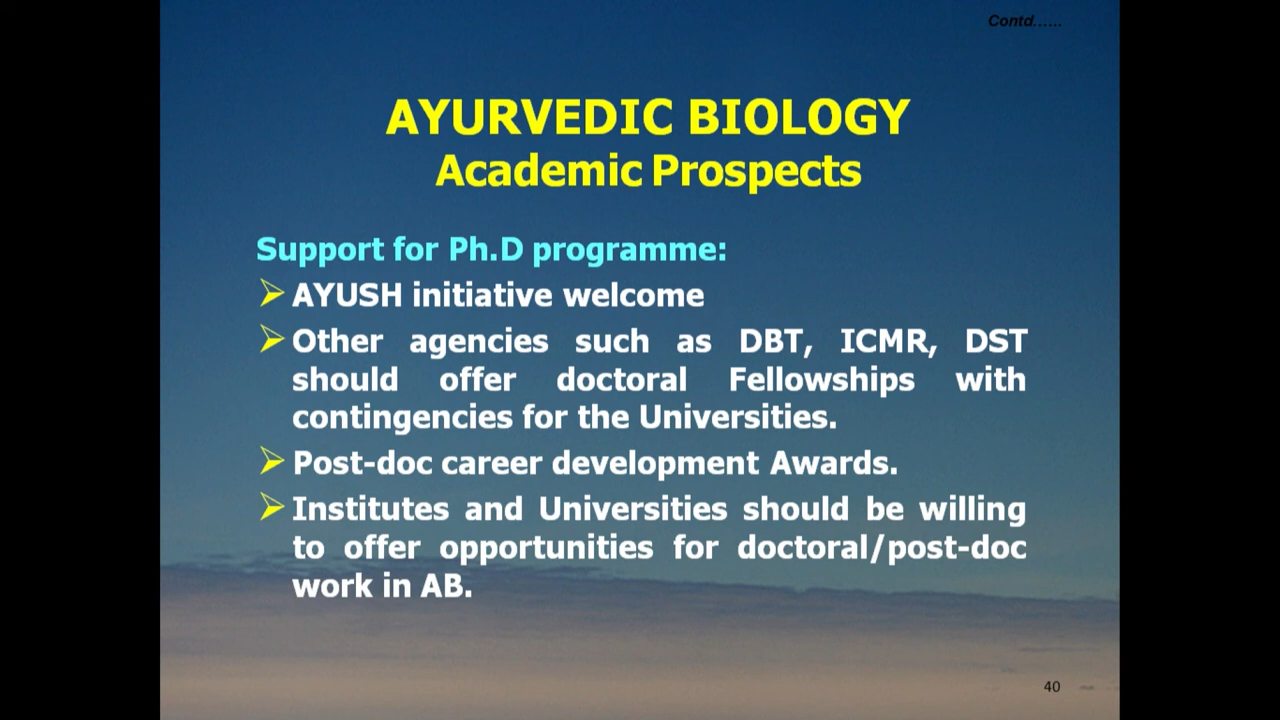 Contd......
AYURVEDIC BIOLOGY
Academic Prospects
Support for Ph.D programme:
AYUSH initiative welcome
Other agencies such as DBT, ICMR, DST
should offer doctoral Fellowships with
contingencies for the Universities.
Post-doc career development Awards.
Institutes and Universities should be willing
to offer opportunities for doctoral/post-doc
work in AB.
40